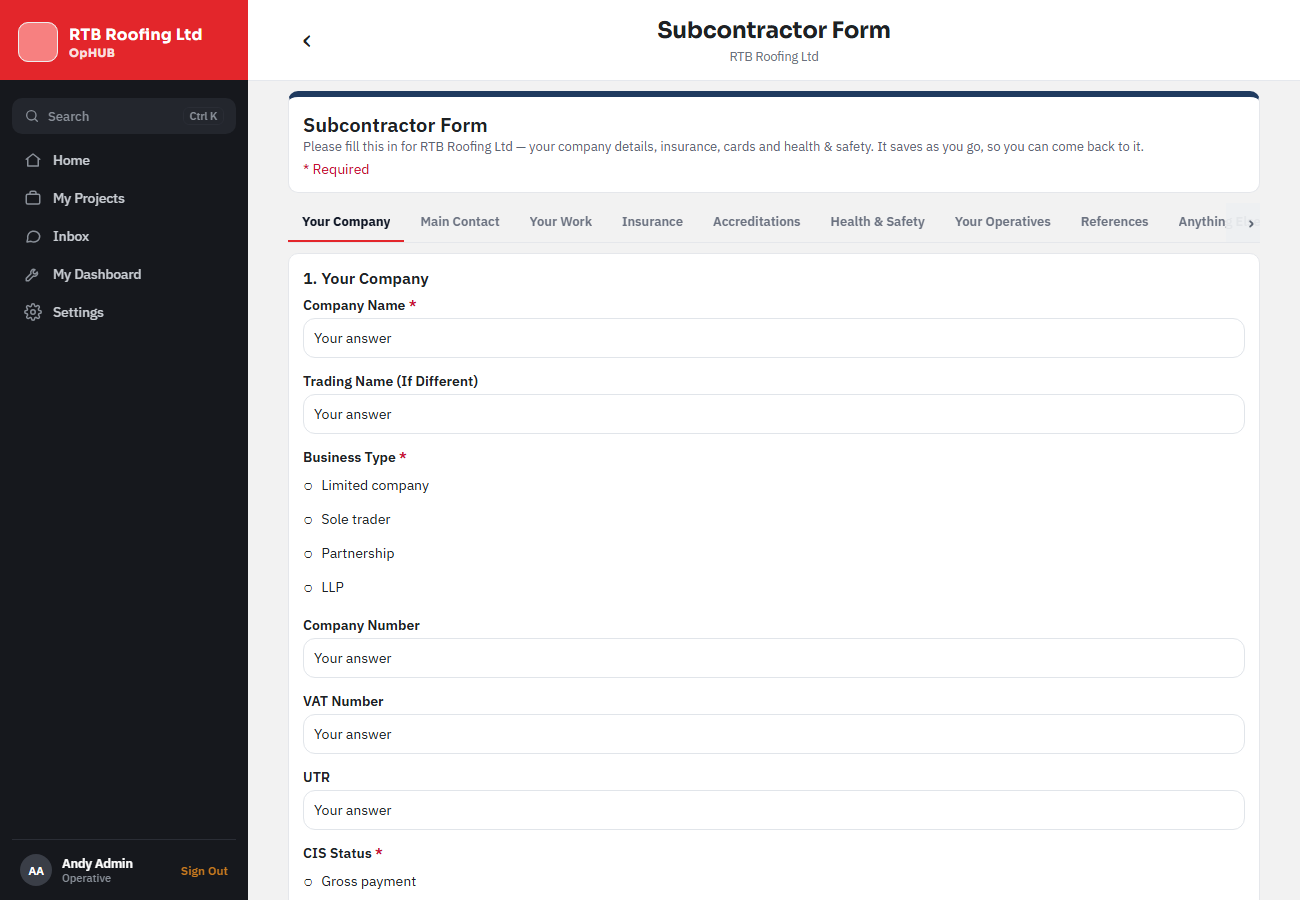 RTB Roofing Ltd
OpHUB
Search Ctrl K
Home
My Projects
Inbox
My Dashboard
Settings
AA
Andy Admin
Operative
Sign Out
Subcontractor Form
RTB Roofing Ltd
Subcontractor Form
Please fill this in for RTB Roofing Ltd — your company details, insurance, cards and health & safety. It saves as you go, so you can come back to it.
* Required
Your Company Main Contact Your Work Insurance Accreditations Health & Safety Your Operatives References Anything Else
1. Your Company
Company Name *
Your answer
Trading Name (If Different)
Your answer
Business Type *
Limited company
Sole trader
Partnership
LLP
Company Number
Your answer
VAT Number
Your answer
UTR
Your answer
CIS Status *
Gross payment